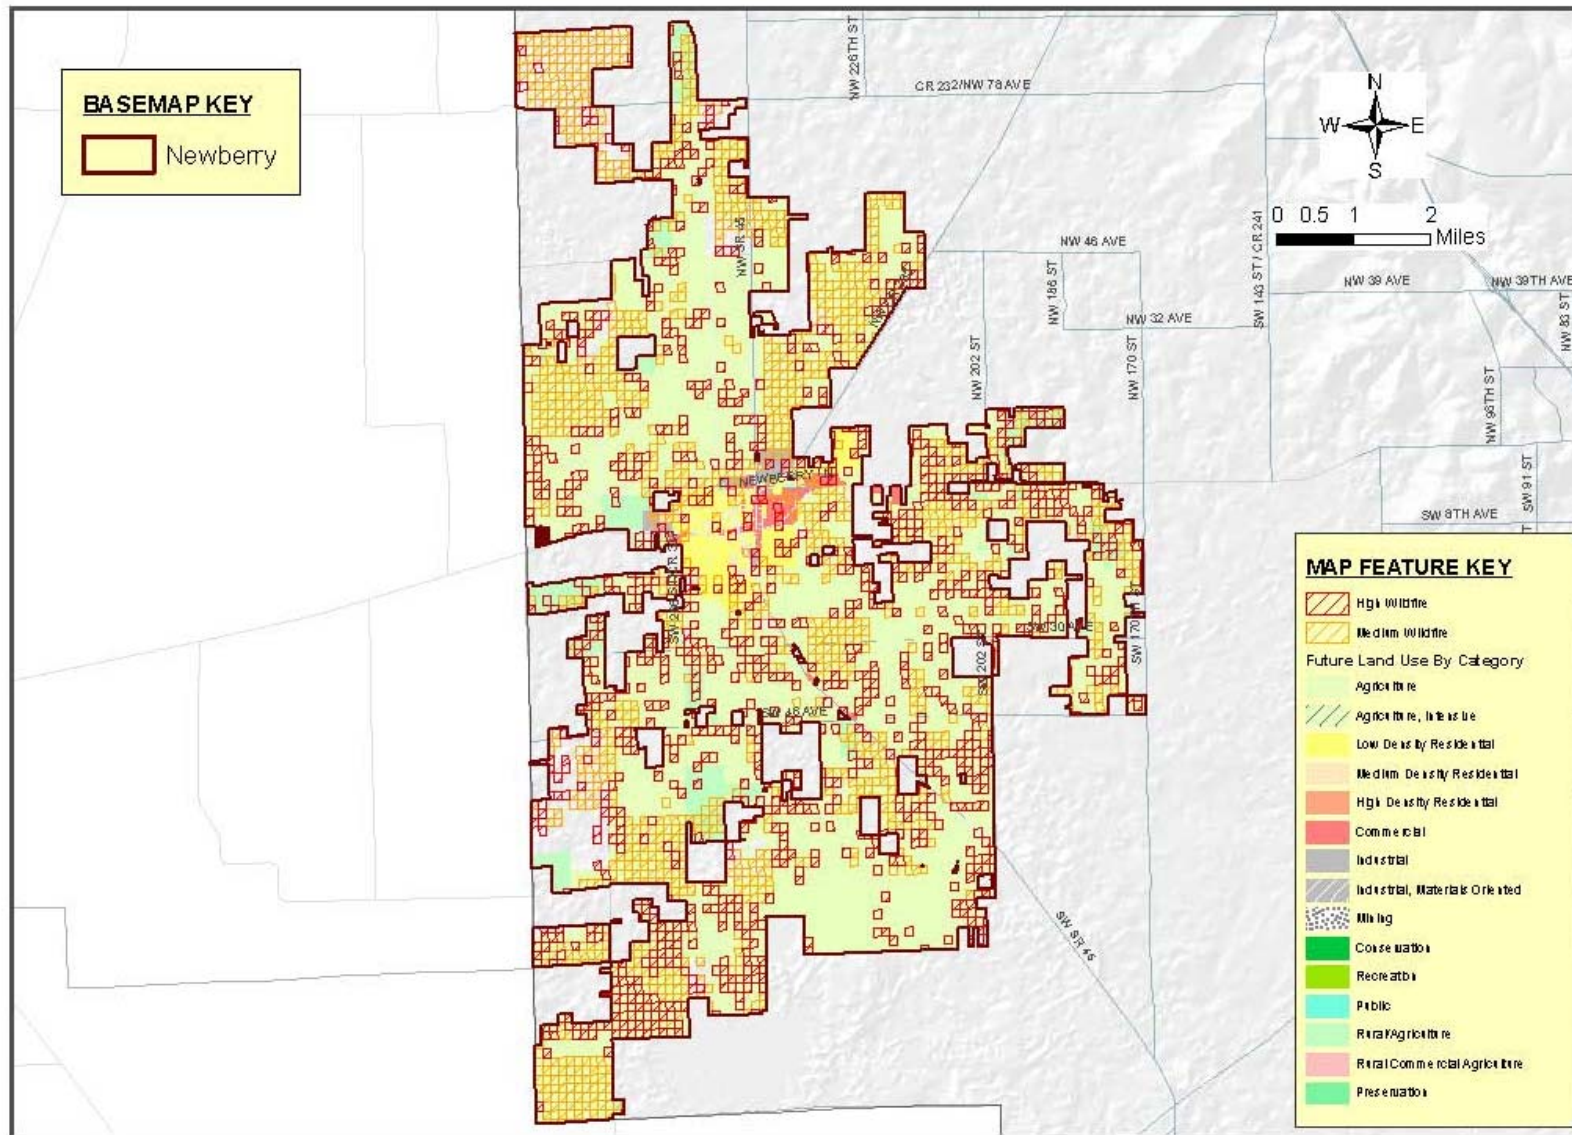 BASEMAP KEY
Newberry
NW 226TH ST
CR 232/NW 78 AVE
N
W E
S
0 0.5 1 2
Miles
NW SR 45
SW 143 ST / CR 241
NW 46 AVE
NW 186 ST
NW 39 AVE
NW 39TH AVE
NW 32 AVE
NW 83 ST
NW 202 ST
NW 170 ST
NW 98TH ST
NEWBERRY
SW 91 ST
SW 8TH AVE
SW 30 AVE
SW 170TH ST
SW 202 ST
SW 46 AVE
SW SR 45
MAP FEATURE KEY
High Wildfire
Medium Wildfire
Future Land Use By Category
Agriculture
Agriculture, Intensive
Low Density Residential
Medium Density Residential
High Density Residential
Commercial
Industrial
Industrial, Materials Oriented
Mining
Conservation
Recreation
Public
Rural/Agriculture
Rural Commercial Agriculture
Preservation